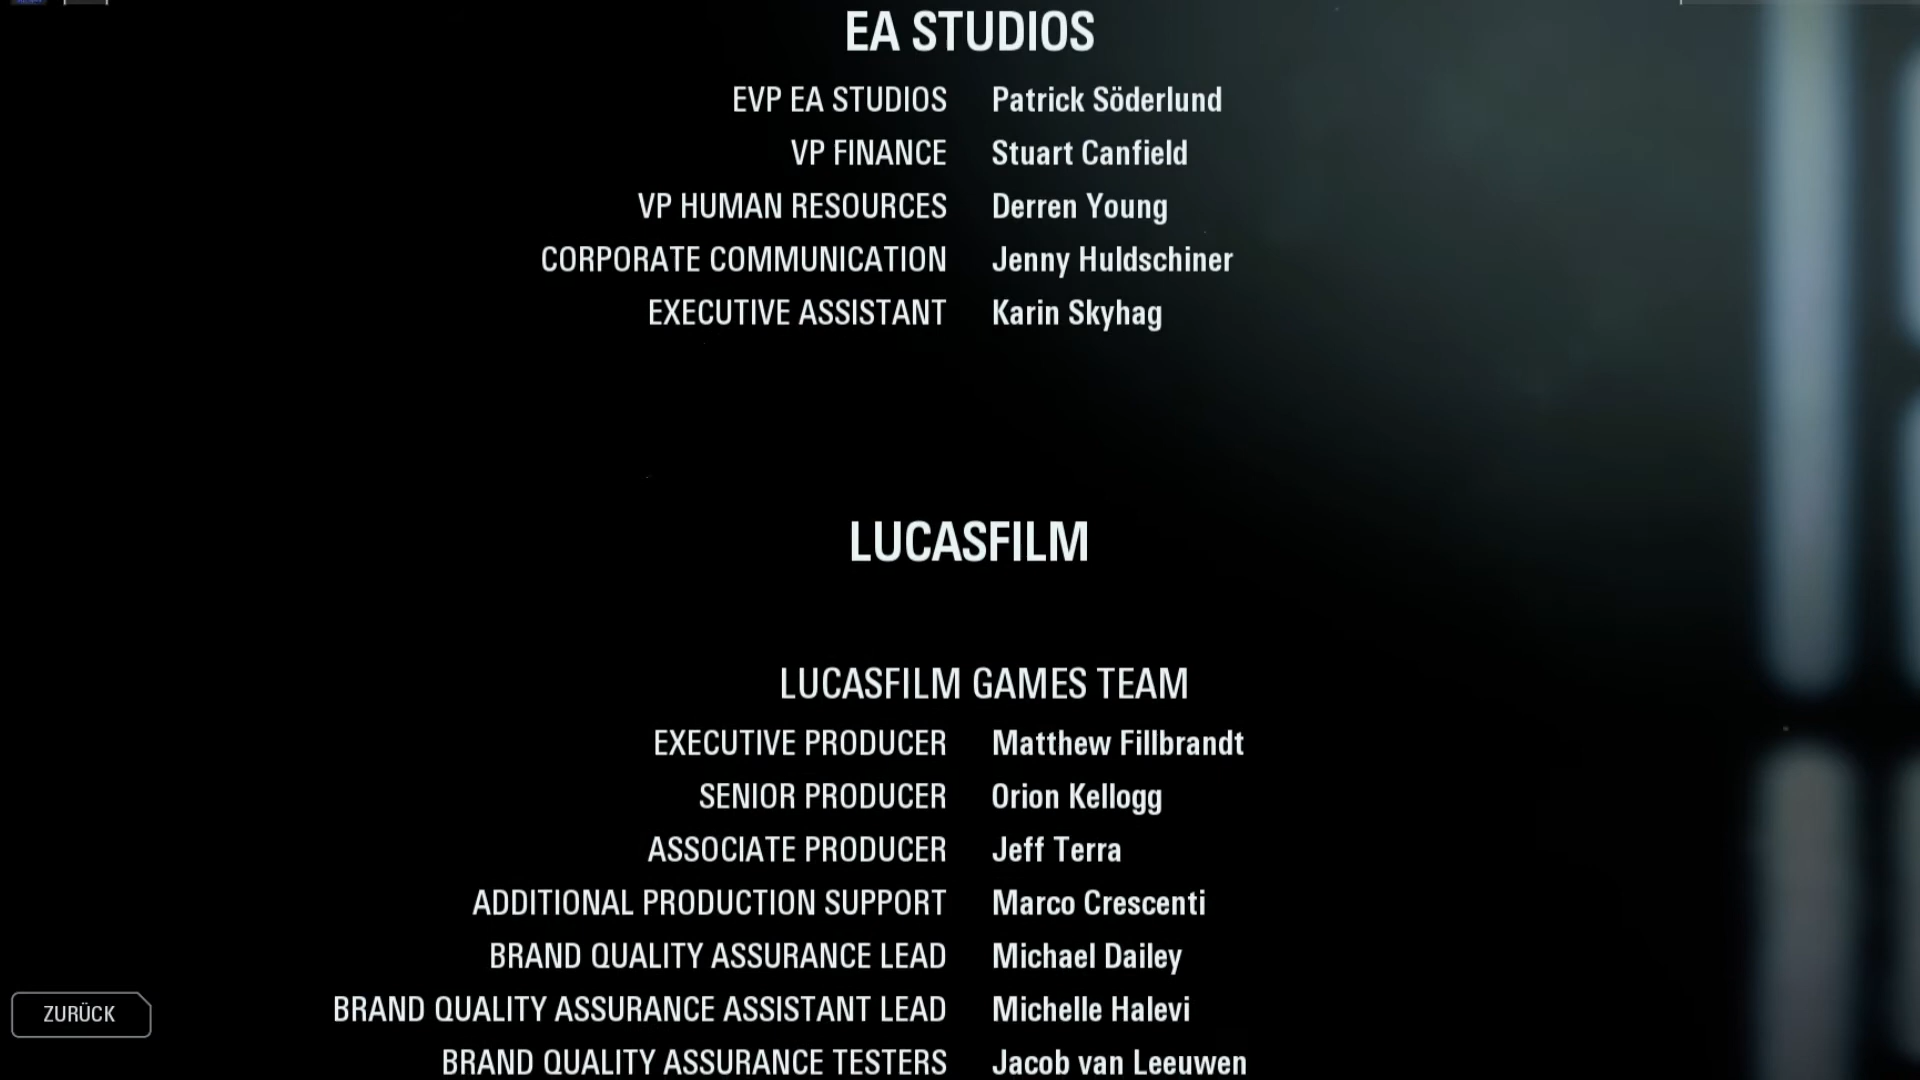 EA STUDIOS
EVP EA STUDIOS Patrick Söderlund
VP FINANCE Stuart Canfield
VP HUMAN RESOURCES Derren Young
CORPORATE COMMUNICATION Jenny Huldschiner
EXECUTIVE ASSISTANT Karin Skyhag
LUCASFILM
LUCASFILM GAMES TEAM
EXECUTIVE PRODUCER Matthew Fillbrandt
SENIOR PRODUCER Orion Kellogg
ASSOCIATE PRODUCER Jeff Terra
ADDITIONAL PRODUCTION SUPPORT Marco Crescenti
BRAND QUALITY ASSURANCE LEAD Michael Dailey
BRAND QUALITY ASSURANCE ASSISTANT LEAD Michelle Halevi
ZURÜCK
BRAND QUALITY ASSURANCE TESTERS Jacob van Leeuwen